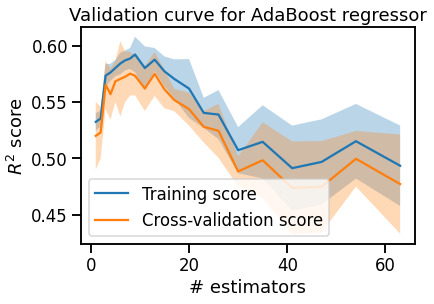 Validation curve for AdaBoost regressor
R² score
0.60
0.55
0.50
0.45
Training score
Cross-validation score
0
20
40
60
# estimators